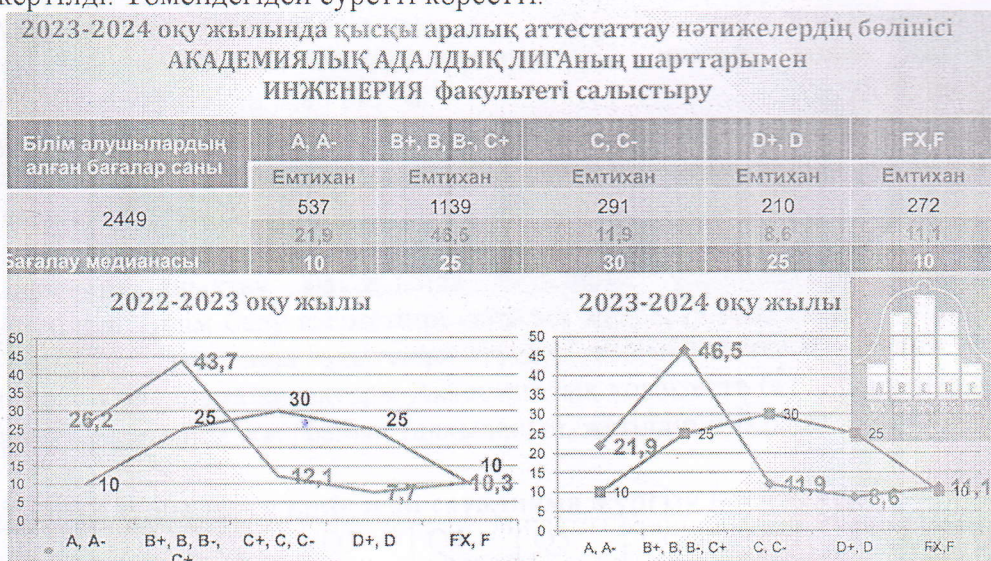 көрсетті.
2023-2024 оқу жылында қысқы аралық аттестаттау нәтижелердің бөлінісі
АКАДЕМИЯЛЫҚ АДАЛДЫҚ ЛИГАның шарттарымен
ИНЖЕНЕРИЯ факультеті салыстыру
Білім алушылардың алған бағалар саны A, A- B+, B, B-, C+ C, C- D+, D FX,F
Емтихан Емтихан Емтихан Емтихан Емтихан
2449 537 1139 291 210 272
21,9 46,5 11,9 8,6 11,1
Бағалау медианасы 10 25 30 25 10
2022-2023 оқу жылы
50
45
40
35
30
25
20
15
10
5
0
26,2 43,7 12,1 7,7 10,3
10 25 30 25 10
A, A- B+, B, B-, C+ C+, C, C- D+, D FX, F
2023-2024 оқу жылы
50
45
40
35
30
25
20
15
10
5
0
21,9 46,5 11,9 8,6 11,1
10 25 30 25 10
A, A- B+, B, B-, C+ C, C- D+, D FX,F